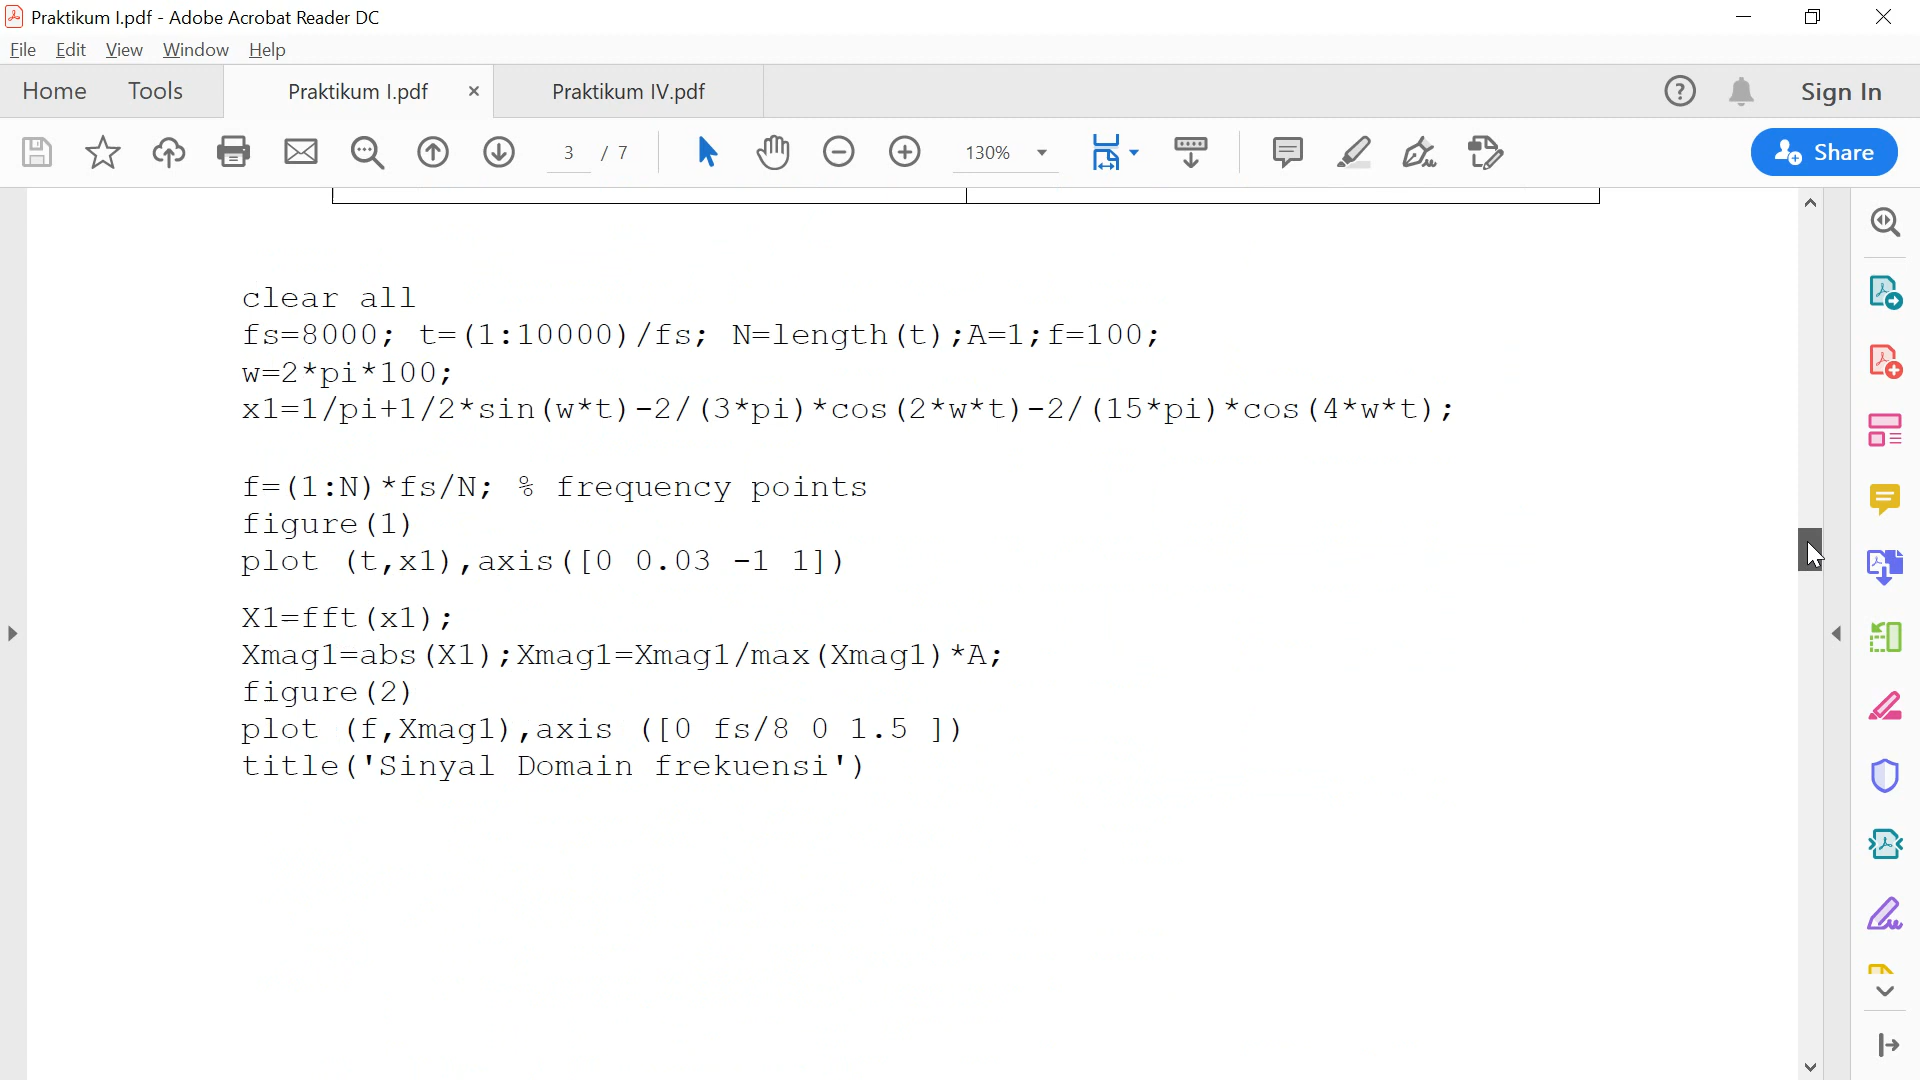 Praktikum I.pdf - Adobe Acrobat Reader DC
File Edit View Window Help
Home Tools Praktikum I.pdf × Praktikum IV.pdf Sign In
3 / 7 130% Share
clear all
fs=8000; t=(1:10000)/fs; N=length(t);A=1;f=100;
w=2*pi*100;
x1=1/pi+1/2*sin(w*t)-2/(3*pi)*cos(2*w*t)-2/(15*pi)*cos(4*w*t);
f=(1:N)*fs/N; % frequency points
figure(1)
plot (t,x1),axis([0 0.03 -1 1])
X1=fft(x1);
Xmag1=abs(X1);Xmag1=Xmag1/max(Xmag1)*A;
figure(2)
plot (f,Xmag1),axis ([0 fs/8 0 1.5 ])
title('Sinyal Domain frekuensi')